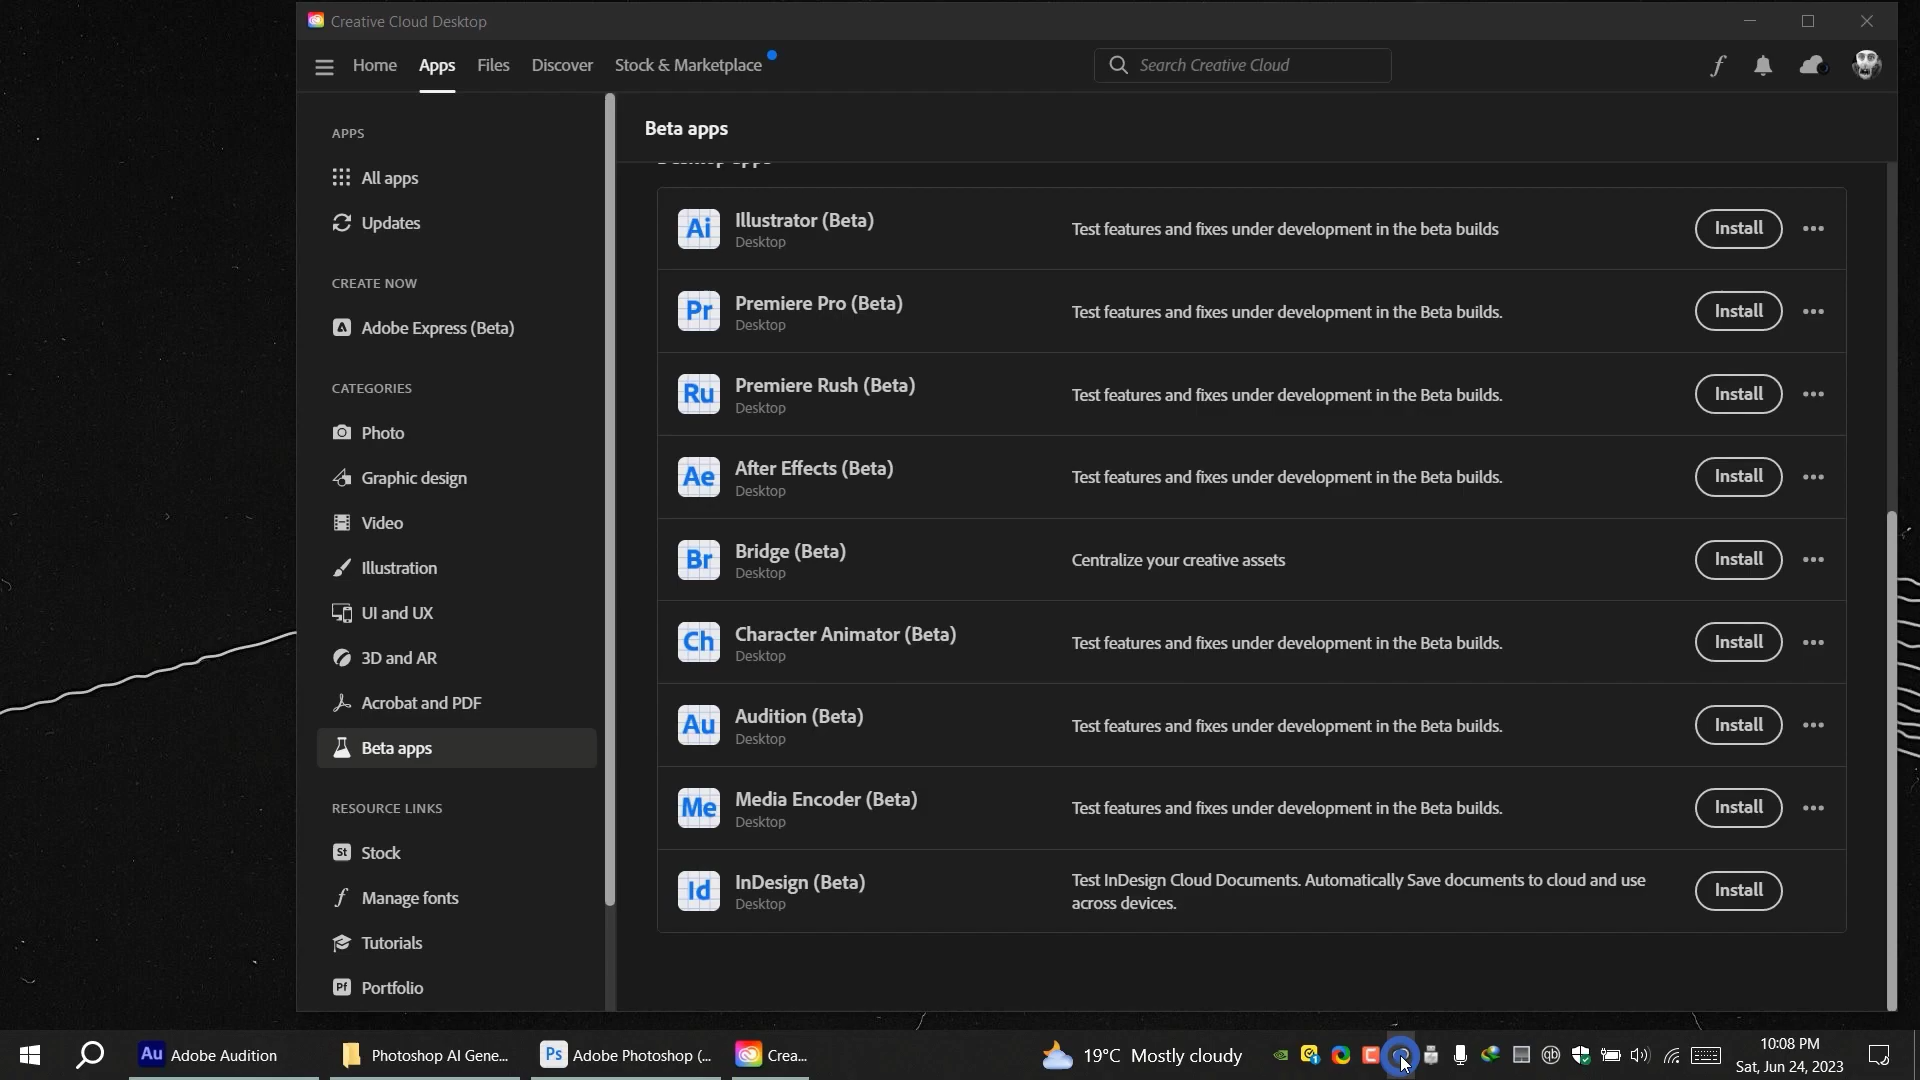 Creative Cloud Desktop
Home
Apps
Files
Discover
Stock & Marketplace
Search Creative Cloud
APPS
All apps
Updates
CREATE NOW
Adobe Express (Beta)
CATEGORIES
Photo
Graphic design
Video
Illustration
UI and UX
3D and AR
Acrobat and PDF
Beta apps
RESOURCE LINKS
St Stock
Manage fonts
Tutorials
Pf Portfolio
Beta apps
Desktop apps
Ai Illustrator (Beta)
Desktop
Test features and fixes under development in the beta builds
Install
Pr Premiere Pro (Beta)
Desktop
Test features and fixes under development in the Beta builds.
Install
Ru Premiere Rush (Beta)
Desktop
Test features and fixes under development in the Beta builds.
Install
Ae After Effects (Beta)
Desktop
Test features and fixes under development in the Beta builds.
Install
Br Bridge (Beta)
Desktop
Centralize your creative assets
Install
Ch Character Animator (Beta)
Desktop
Test features and fixes under development in the Beta builds.
Install
Au Audition (Beta)
Desktop
Test features and fixes under development in the Beta builds.
Install
Me Media Encoder (Beta)
Desktop
Test features and fixes under development in the Beta builds.
Install
Id InDesign (Beta)
Desktop
Test InDesign Cloud Documents. Automatically Save documents to cloud and use
across devices.
Install
Au Adobe Audition
Photoshop AI Gene...
Ps Adobe Photoshop (...
Crea...
19°C Mostly cloudy
qb
10:08 PM
Sat, Jun 24, 2023